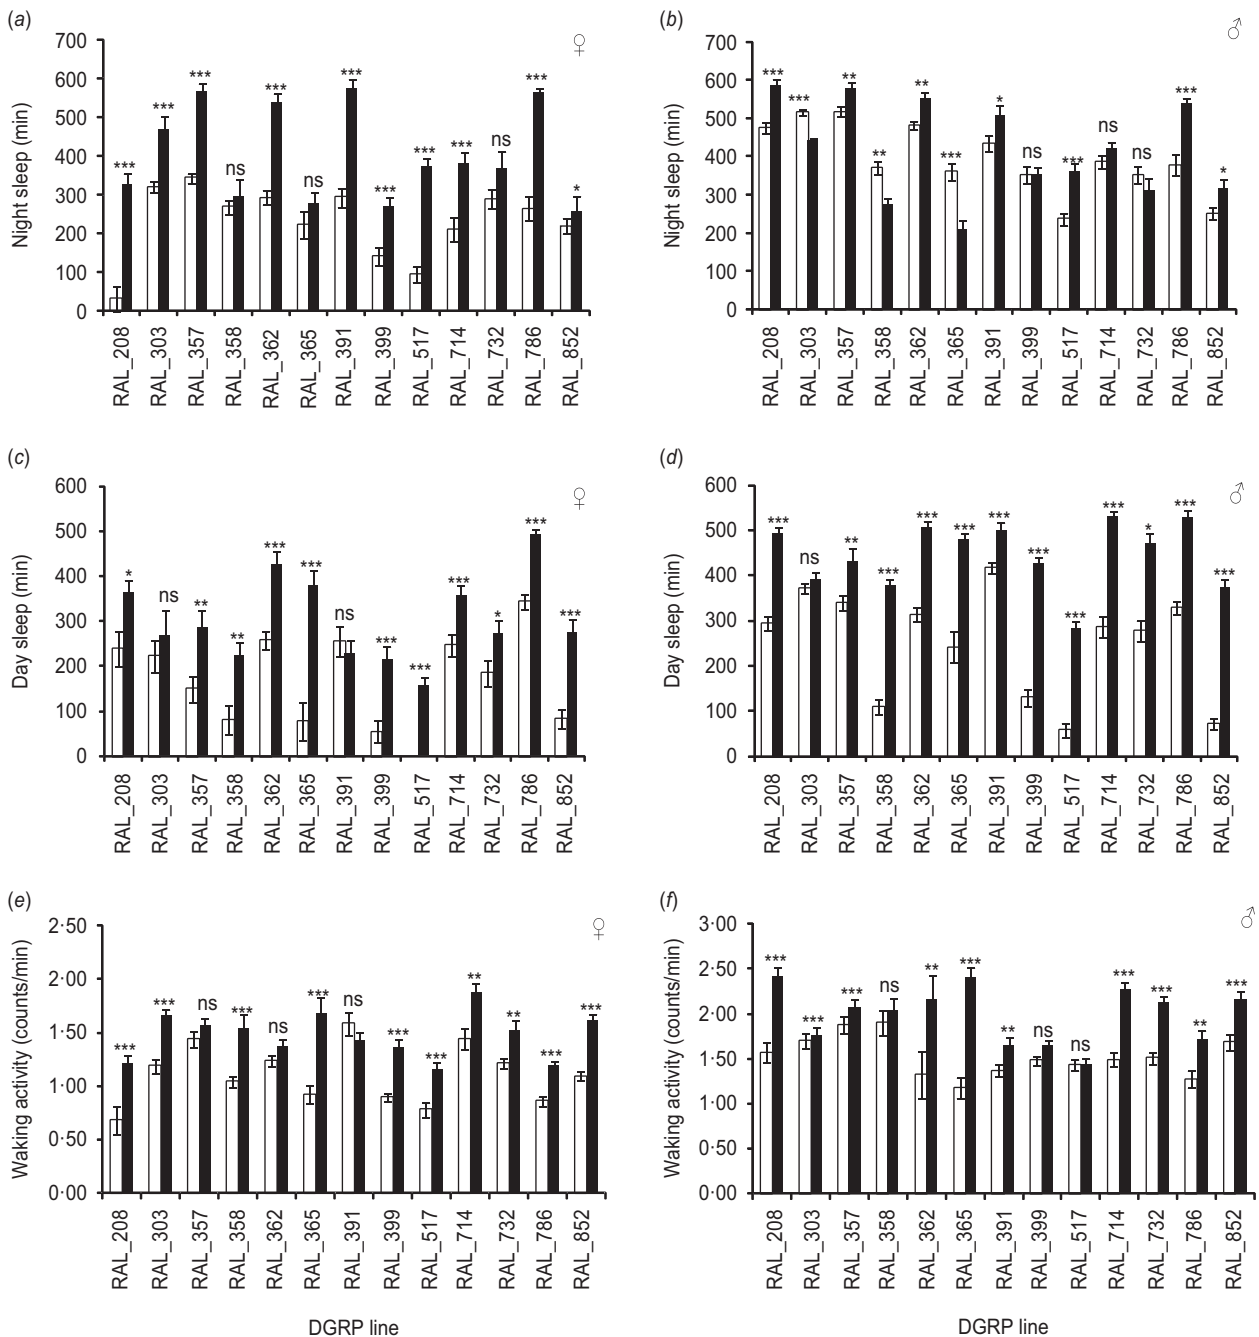 (a)
♀
Night sleep (min)
700
600
500
400
300
200
100
0
*** *** *** ns *** ns *** *** *** *** ns *** *
RAL_208 RAL_303 RAL_357 RAL_358 RAL_362 RAL_365 RAL_391 RAL_399 RAL_517 RAL_714 RAL_732 RAL_786 RAL_852
(b)
♂
Night sleep (min)
700
600
500
400
300
200
100
0
*** *** ** ** ** *** * ns *** ns ns *** *
RAL_208 RAL_303 RAL_357 RAL_358 RAL_362 RAL_365 RAL_391 RAL_399 RAL_517 RAL_714 RAL_732 RAL_786 RAL_852
(c)
♀
Day sleep (min)
600
500
400
300
200
100
0
* ns ** ** *** *** ns *** *** *** * *** ***
RAL_208 RAL_303 RAL_357 RAL_358 RAL_362 RAL_365 RAL_391 RAL_399 RAL_517 RAL_714 RAL_732 RAL_786 RAL_852
(d)
♂
Day sleep (min)
600
500
400
300
200
100
0
*** ns ** *** *** *** *** *** *** *** * *** ***
RAL_208 RAL_303 RAL_357 RAL_358 RAL_362 RAL_365 RAL_391 RAL_399 RAL_517 RAL_714 RAL_732 RAL_786 RAL_852
(e)
♀
Waking activity (counts/min)
2·50
2·00
1·50
1·00
0·50
0·00
*** *** ns *** ns *** ns *** *** ** ** *** ***
RAL_208 RAL_303 RAL_357 RAL_358 RAL_362 RAL_365 RAL_391 RAL_399 RAL_517 RAL_714 RAL_732 RAL_786 RAL_852
DGRP line
(f)
♂
Waking activity (counts/min)
3·00
2·50
2·00
1·50
1·00
0·50
0·00
*** *** *** ns ** *** ** ns ns *** *** ** ***
RAL_208 RAL_303 RAL_357 RAL_358 RAL_362 RAL_365 RAL_391 RAL_399 RAL_517 RAL_714 RAL_732 RAL_786 RAL_852
DGRP line